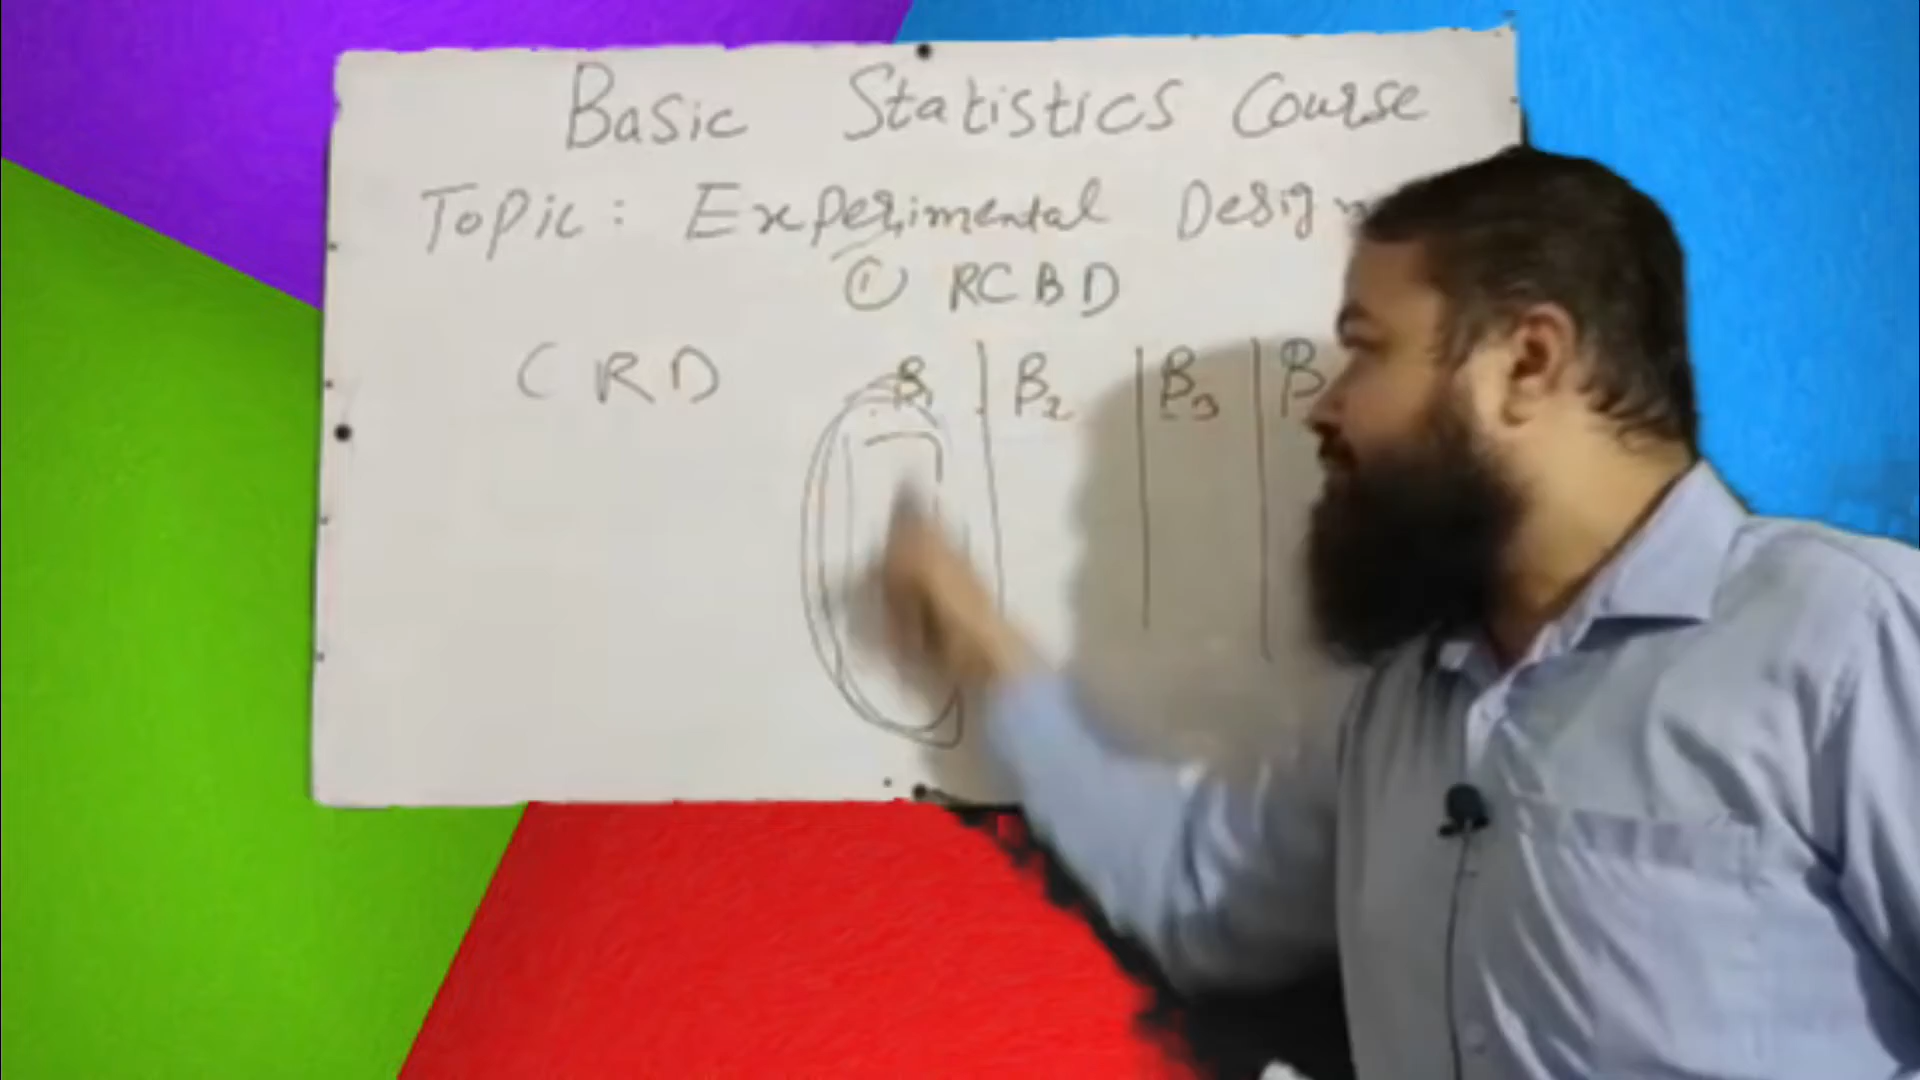 Basic Statistics Course
Topic: Experimental Design
① RCBD
CRD B1 B2 B3 B